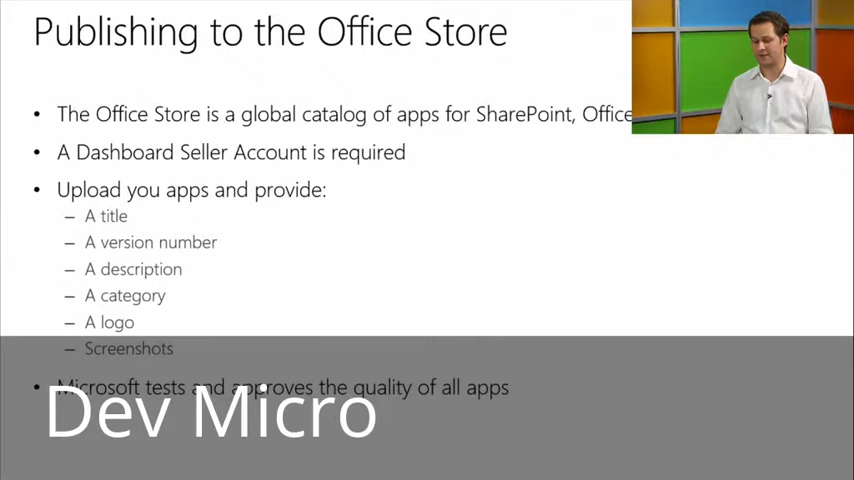 Publishing to the Office Store
• The Office Store is a global catalog of apps for SharePoint, Office
• A Dashboard Seller Account is required
• Upload you apps and provide:
– A title
– A version number
– A description
– A category
– A logo
– Screenshots
• Microsoft tests and approves the quality of all apps
Dev Micro